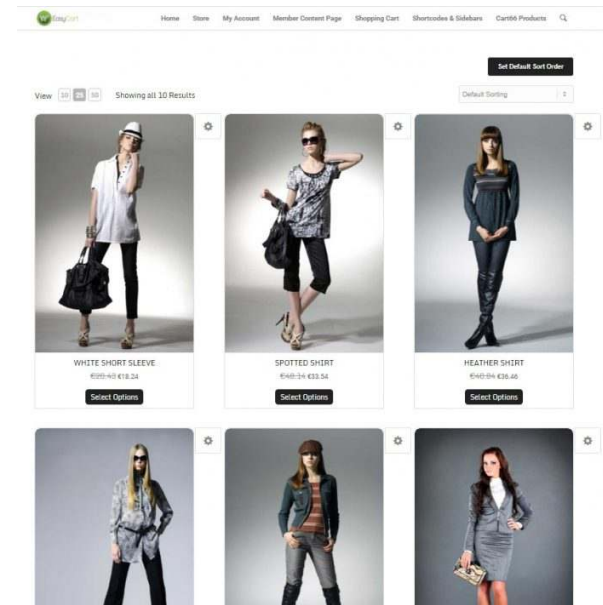 EasyCart
Home Store My Account Member Content Page Shopping Cart Shortcodes & Sidebars Cart66 Products
Set Default Sort Order
View 10 25 50 Showing all 10 Results
Default Sorting
WHITE SHORT SLEEVE
SPOTTED SHIRT
HEATHER SHIRT
€18.24
€33.54
€36.46
Select Options
Select Options
Select Options